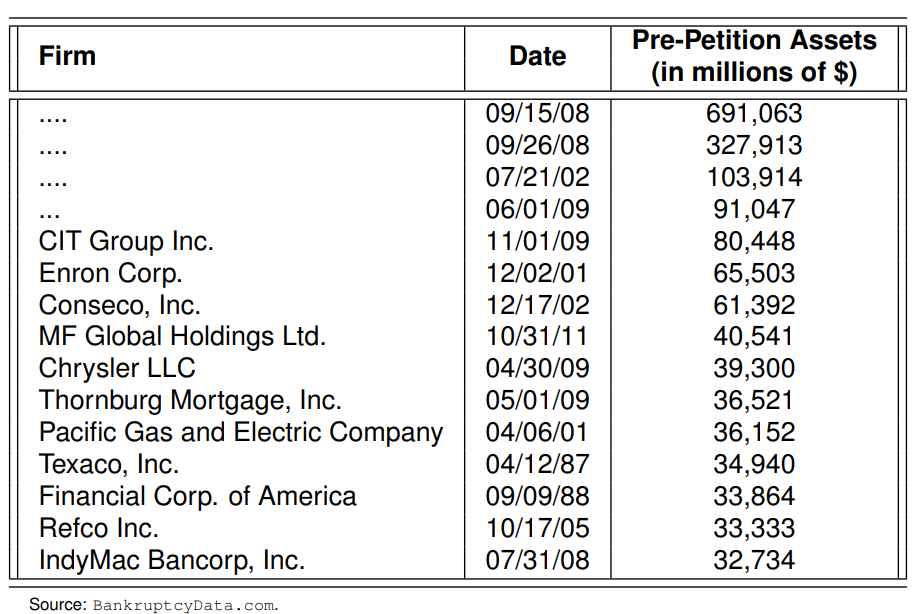 Firm Date Pre-Petition Assets
(in millions of $)
.... 09/15/08 691,063
.... 09/26/08 327,913
.... 07/21/02 103,914
... 06/01/09 91,047
CIT Group Inc. 11/01/09 80,448
Enron Corp. 12/02/01 65,503
Conseco, Inc. 12/17/02 61,392
MF Global Holdings Ltd. 10/31/11 40,541
Chrysler LLC 04/30/09 39,300
Thornburg Mortgage, Inc. 05/01/09 36,521
Pacific Gas and Electric Company 04/06/01 36,152
Texaco, Inc. 04/12/87 34,940
Financial Corp. of America 09/09/88 33,864
Refco Inc. 10/17/05 33,333
IndyMac Bancorp, Inc. 07/31/08 32,734
Source: BankruptcyData.com.